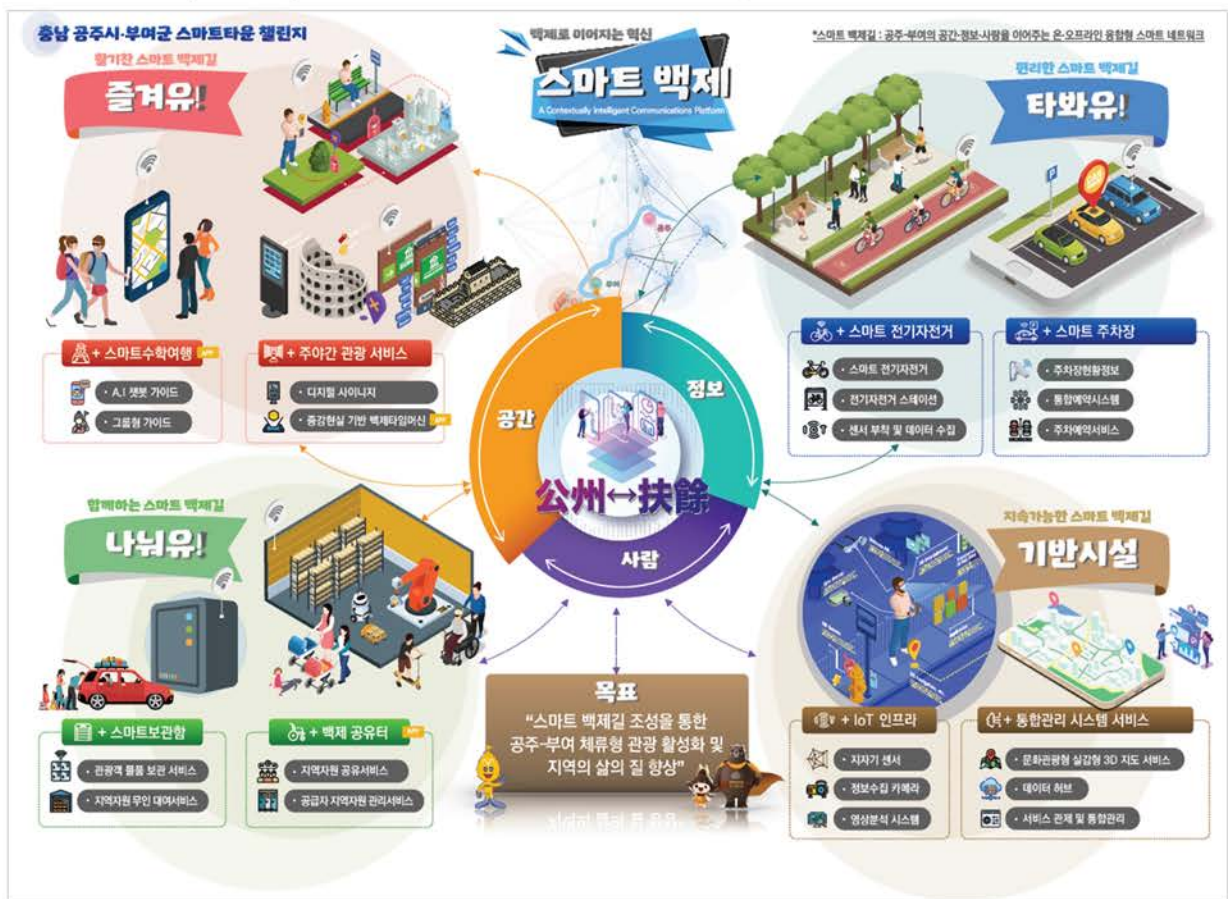 충남 공주시·부여군 스마트타운 챌린지
백제로 이어지는 혁신
스마트 백제
A Contextually Intelligent Communications Platform
*스마트 백제길 : 공주-부여의 공간·정보·사람을 이어주는 온·오프라인 융합형 스마트 네트워크
활기찬 스마트 백제길
즐겨유!
편리한 스마트 백제길
타봐유!
공주
부여
+ 스마트수학여행
APP
• A.I 챗봇 가이드
• 그룹형 가이드
+ 주야간 관광 서비스
• 디지털 사이니지
• 증강현실 기반 백제타임머신
APP
공간
정보
사람
公州↔扶餘
+ 스마트 전기자전거
• 스마트 전기자전거
• 전기자전거 스테이션
• 센서 부착 및 데이터 수집
+ 스마트 주차장
• 주차장현황정보
• 통합예약시스템
• 주차예약서비스
함께하는 스마트 백제길
나눠유!
지속가능한 스마트 백제길
기반시설
+ 스마트보관함
• 관광객 물품 보관 서비스
• 지역자원 무인 대여서비스
+ 백제 공유터
APP
• 지역자원 공유서비스
• 공급자 지역자원 관리서비스
목표
“스마트 백제길 조성을 통한
공주-부여 체류형 관광 활성화 및
지역의 삶의 질 향상”
+ IoT 인프라
• 지자기 센서
• 정보수집 카메라
• 영상분석 시스템
+ 통합관리 시스템 서비스
• 문화관광형 실감형 3D 지도 서비스
• 데이터 허브
• 서비스 관제 및 통합관리